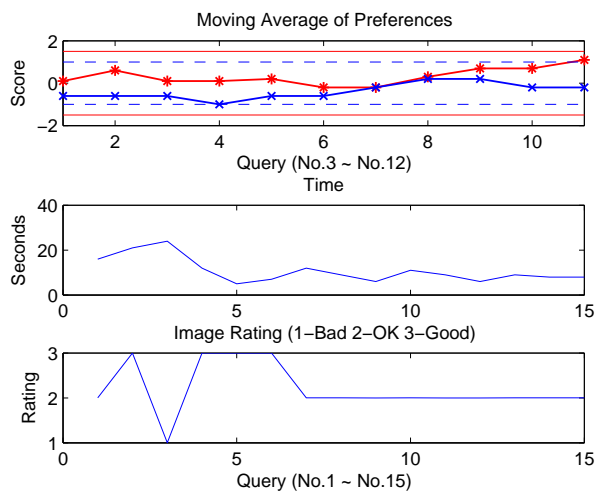 Moving Average of Preferences
2
0
−2
Score
2
4
6
8
10
Query (No.3 ~ No.12)
Time
40
20
0
Seconds
0
5
10
15
Image Rating (1−Bad 2−OK 3−Good)
3
2
1
Rating
0
5
10
15
Query (No.1 ~ No.15)